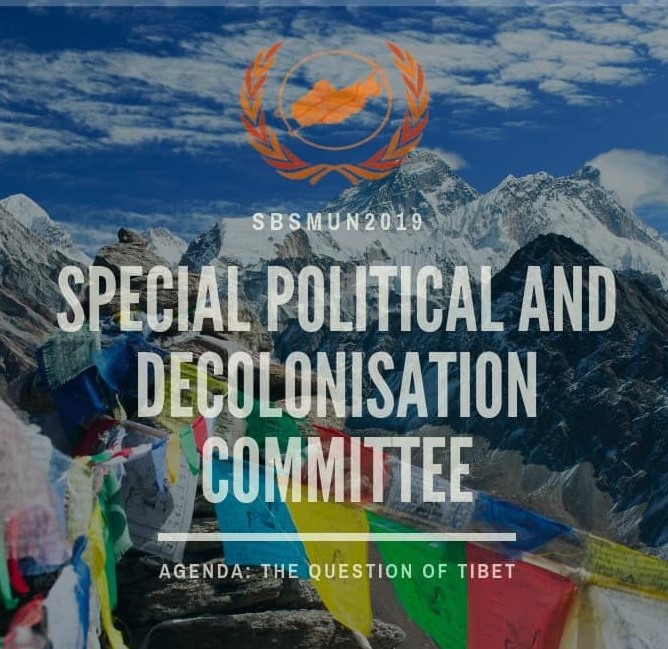 SBSMUN2019
SPECIAL POLITICAL AND
DECOLONISATION
COMMITTEE
AGENDA: THE QUESTION OF TIBET